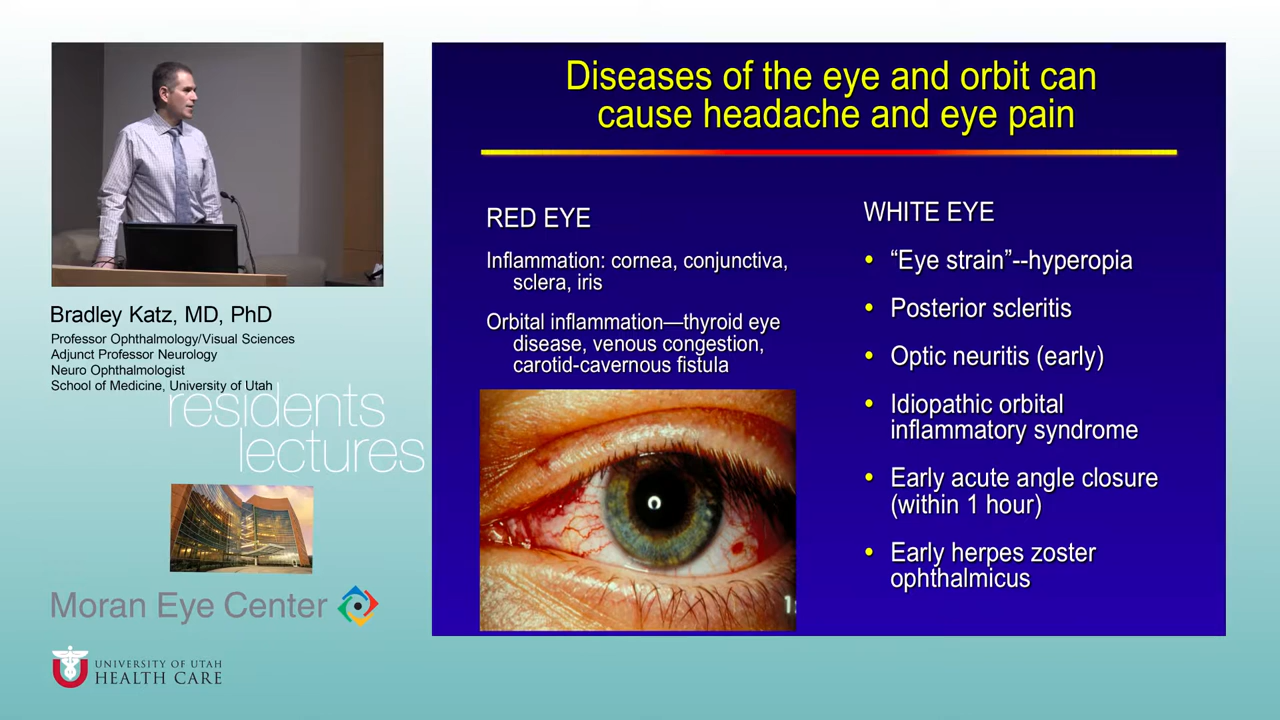 Diseases of the eye and orbit can
cause headache and eye pain
RED EYE
Inflammation: cornea, conjunctiva,
sclera, iris
Orbital inflammation—thyroid eye
disease, venous congestion,
carotid-cavernous fistula
WHITE EYE
• “Eye strain”--hyperopia
• Posterior scleritis
• Optic neuritis (early)
• Idiopathic orbital
inflammatory syndrome
• Early acute angle closure
(within 1 hour)
• Early herpes zoster
ophthalmicus
Bradley Katz, MD, PhD
Professor Ophthalmology/Visual Sciences
Adjunct Professor Neurology
Neuro Ophthalmologist
School of Medicine, University of Utah
residents
lectures
Moran Eye Center
U
UNIVERSITY OF UTAH
HEALTH CARE